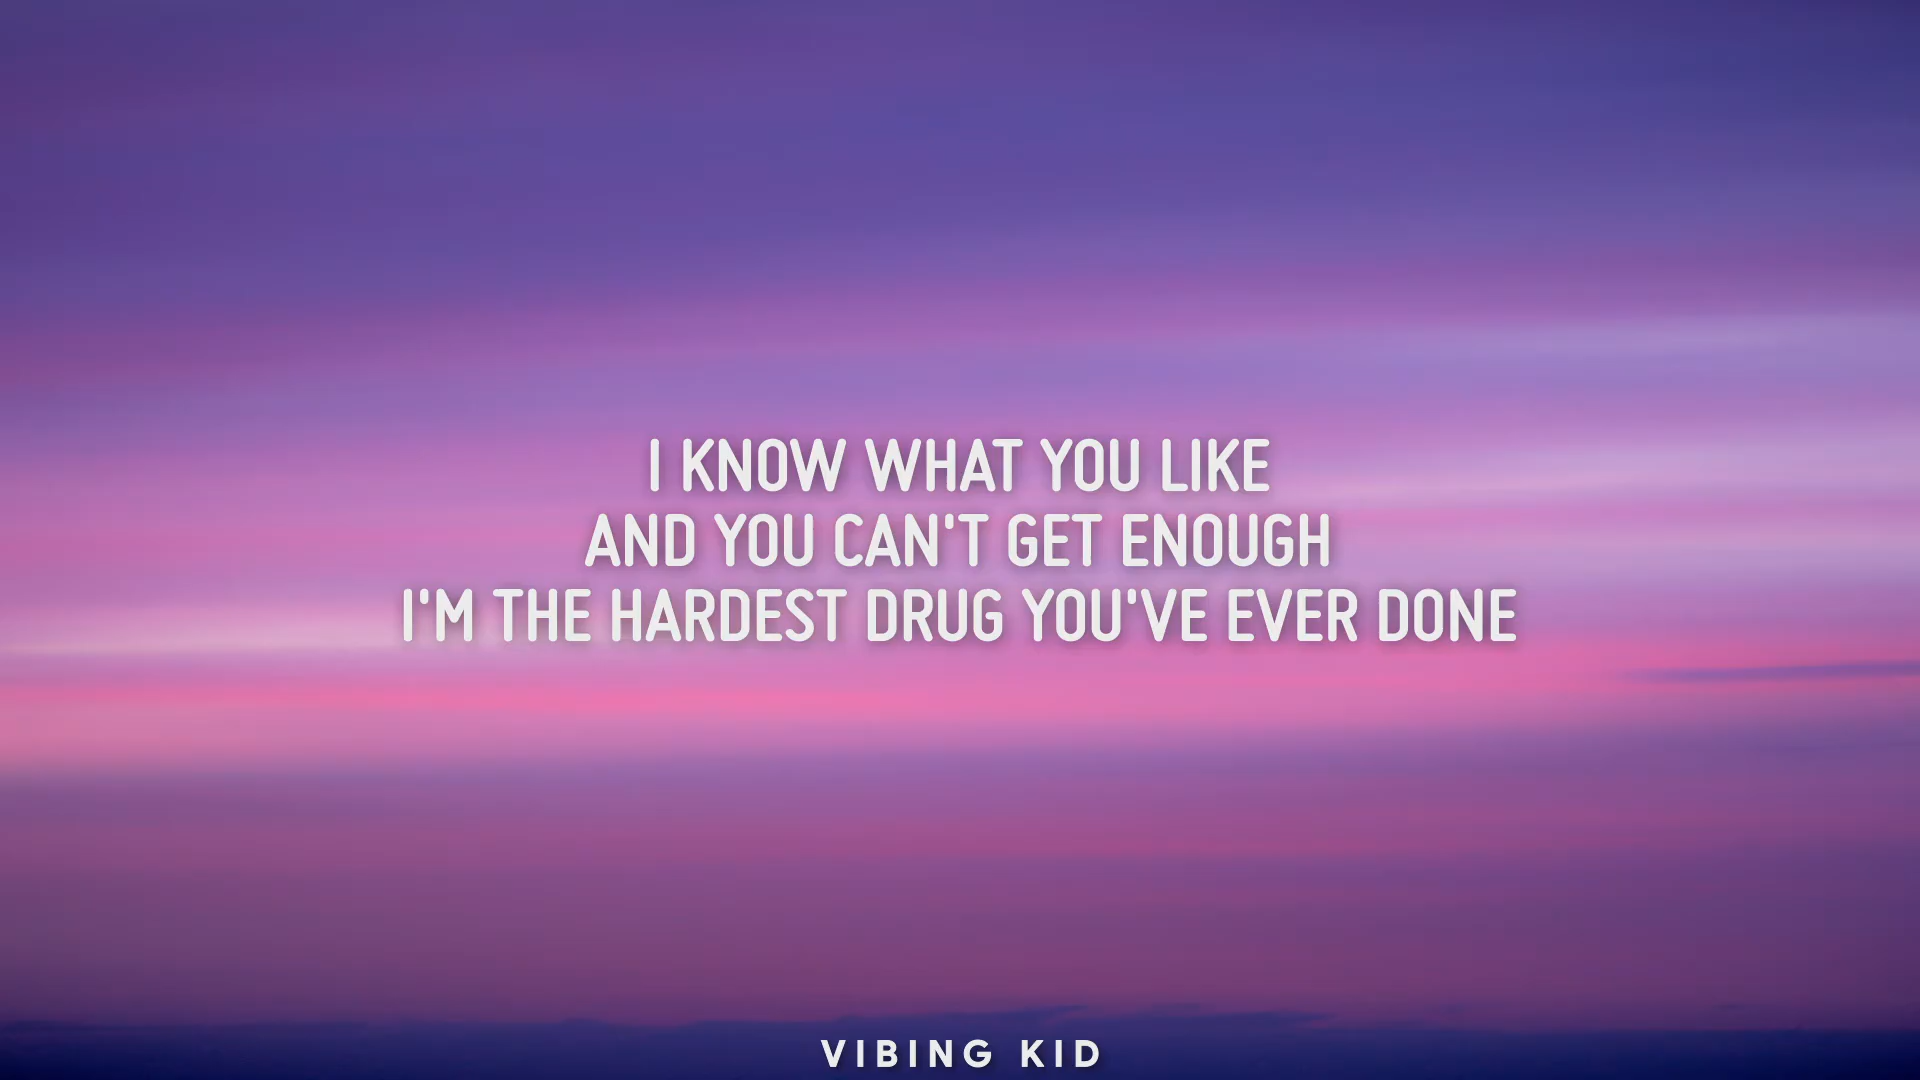 I KNOW WHAT YOU LIKE
AND YOU CAN'T GET ENOUGH
I'M THE HARDEST DRUG YOU'VE EVER DONE
VIBING KID